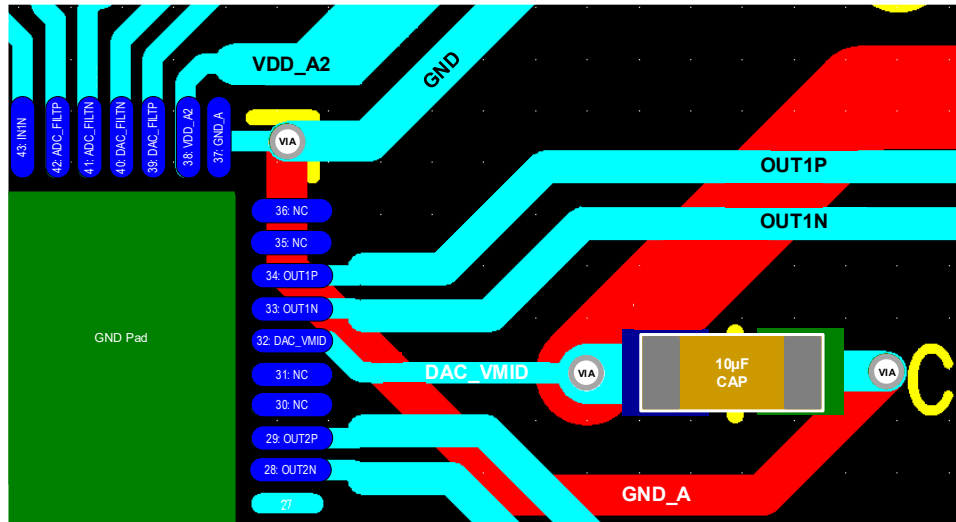 VDD_A2
GND
43: IN1N
42: ADC_FILTP
41: ADC_FILTN
40: DAC_FILTN
39: DAC_FILTP
38: VDD_A2
37: GND_A
VIA
OUT1P
36: NC
OUT1N
35: NC
34: OUT1P
33: OUT1N
GND Pad
32: DAC_VMID
31: NC
DAC_VMID
VIA
10µF
CAP
VIA
C
30: NC
29: OUT2P
28: OUT2N
GND_A
27